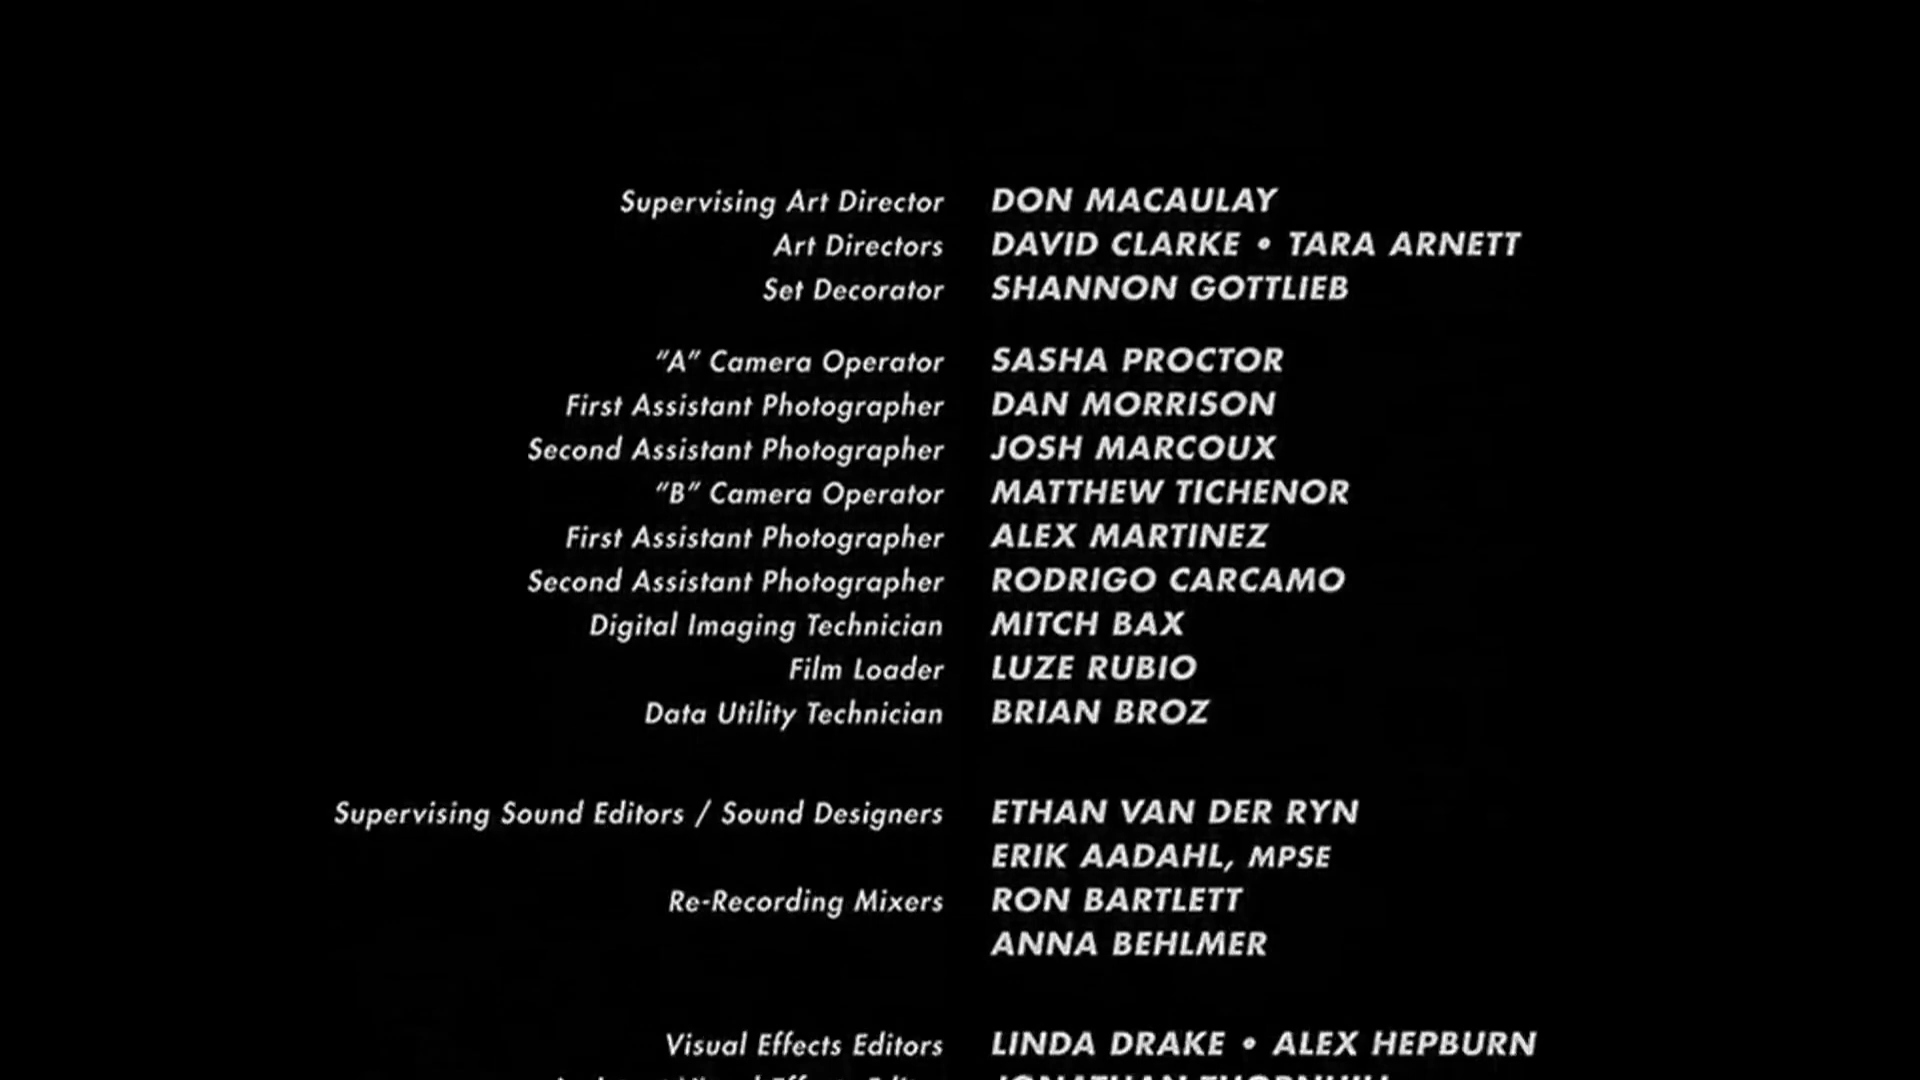 Supervising Art Director DON MACAULAY
Art Directors DAVID CLARKE • TARA ARNETT
Set Decorator SHANNON GOTTLIEB
"A" Camera Operator SASHA PROCTOR
First Assistant Photographer DAN MORRISON
Second Assistant Photographer JOSH MARCOUX
"B" Camera Operator MATTHEW TICHENOR
First Assistant Photographer ALEX MARTINEZ
Second Assistant Photographer RODRIGO CARCAMO
Digital Imaging Technician MITCH BAX
Film Loader LUZE RUBIO
Data Utility Technician BRIAN BROZ
Supervising Sound Editors / Sound Designers ETHAN VAN DER RYN
ERIK AADAHL, MPSE
Re-Recording Mixers RON BARTLETT
ANNA BEHLMER
Visual Effects Editors LINDA DRAKE • ALEX HEPBURN